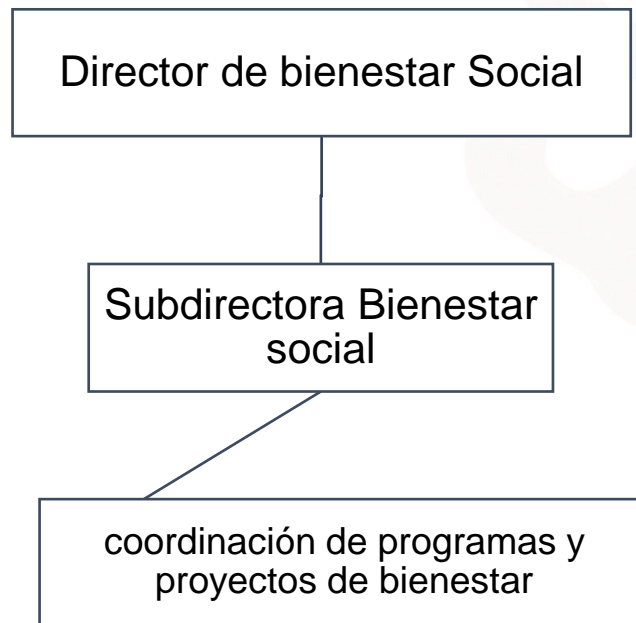 Director de bienestar Social
Subdirectora Bienestar
social
coordinación de programas y
proyectos de bienestar